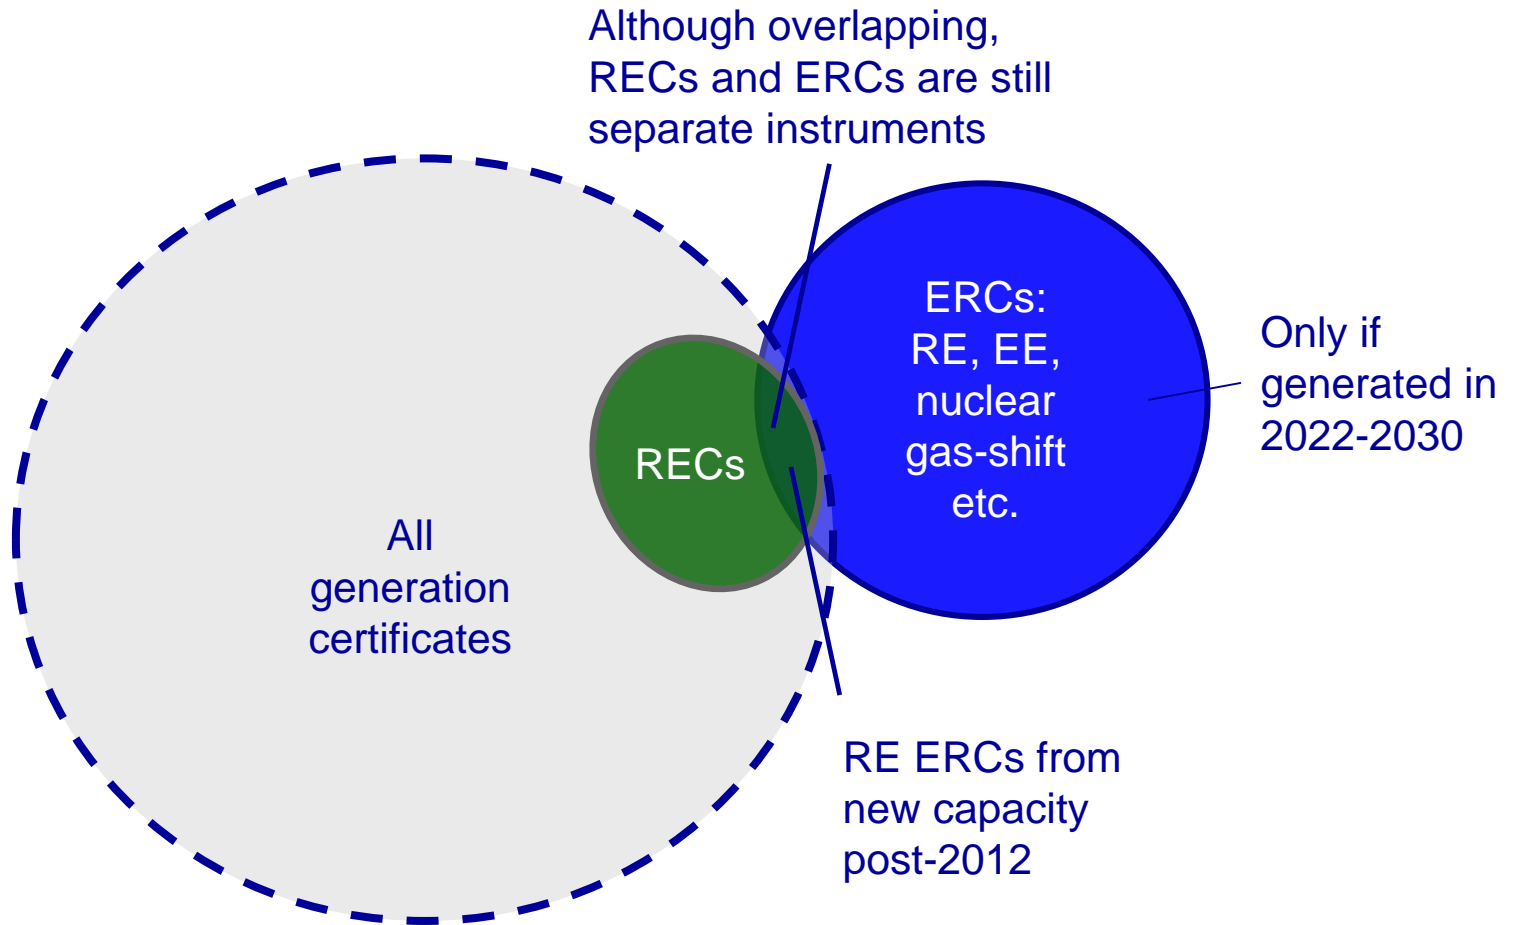 Although overlapping,
RECs and ERCs are still
separate instruments
ERCs:
RE, EE,
nuclear
gas-shift
etc.
Only if
generated in
2022-2030
RECs
All
generation
certificates
RE ERCs from
new capacity
post-2012